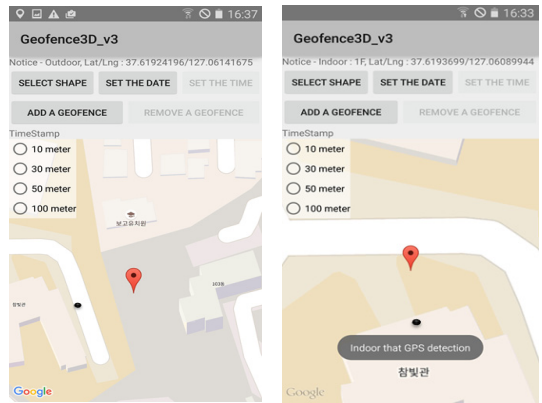 16:37
Geofence3D_v3
Notice - Outdoor, Lat/Lng : 37.61924196/127.06141675
SELECT SHAPE SET THE DATE SET THE TIME
ADD A GEOFENCE REMOVE A GEOFENCE
TimeStamp
10 meter
30 meter
50 meter
100 meter
보고유치원
103동
참빛관
Google
16:33
Geofence3D_v3
Notice - Indoor : 1F, Lat/Lng : 37.6193699/127.06089944
SELECT SHAPE SET THE DATE SET THE TIME
ADD A GEOFENCE REMOVE A GEOFENCE
TimeStamp
10 meter
30 meter
50 meter
100 meter
Indoor that GPS detection
참빛관
Google